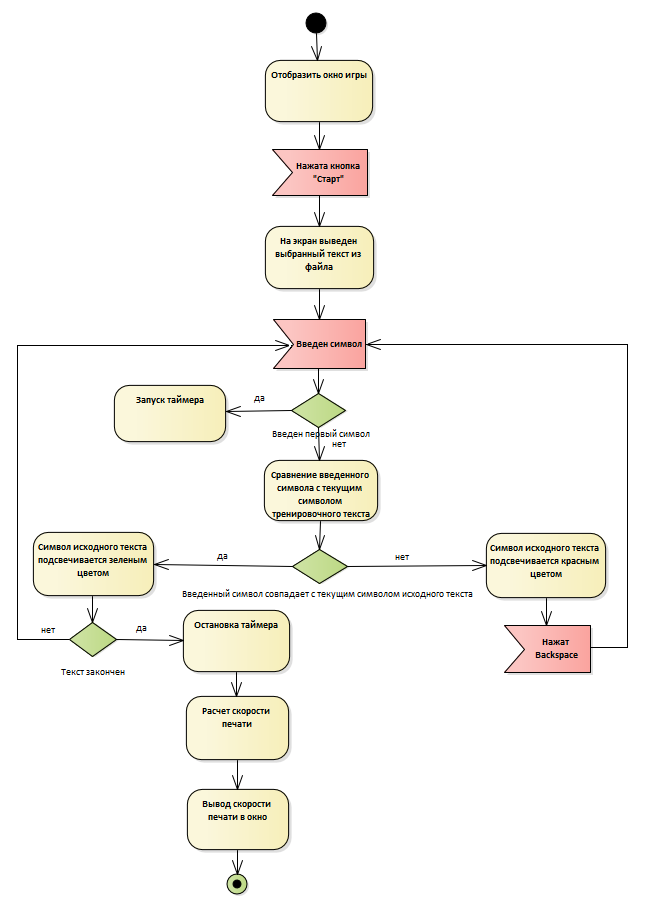 Отобразить окно игры
Нажата кнопка
"Старт"
На экран выведен
выбранный текст из
файла
Введен символ
Запуск таймера
да
Введен первый символ
нет
Сравнение введенного
символа с текущим
символом
тренировочного текста
Символ исходного текста
подсвечивается зеленым
цветом
да
нет
Символ исходного текста
подсвечивается красным
цветом
Введенный символ совпадает с текущим символом исходного текста
нет
да
Остановка таймера
Нажат
Backspace
Текст закончен
Расчет скорости
печати
Вывод скорости
печати в окно